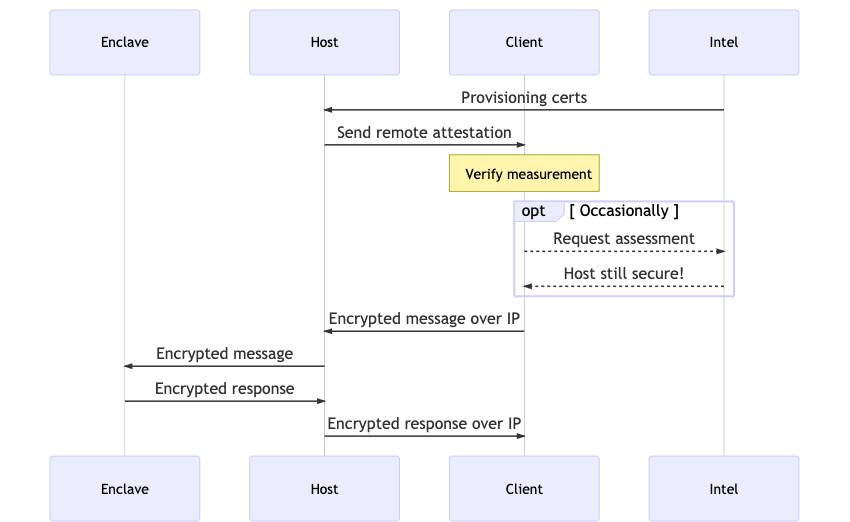 Enclave
Host
Client
Intel
Provisioning certs
Send remote attestation
Verify measurement
opt [ Occasionally ]
Request assessment
Host still secure!
Encrypted message over IP
Encrypted message
Encrypted response
Encrypted response over IP
Enclave
Host
Client
Intel